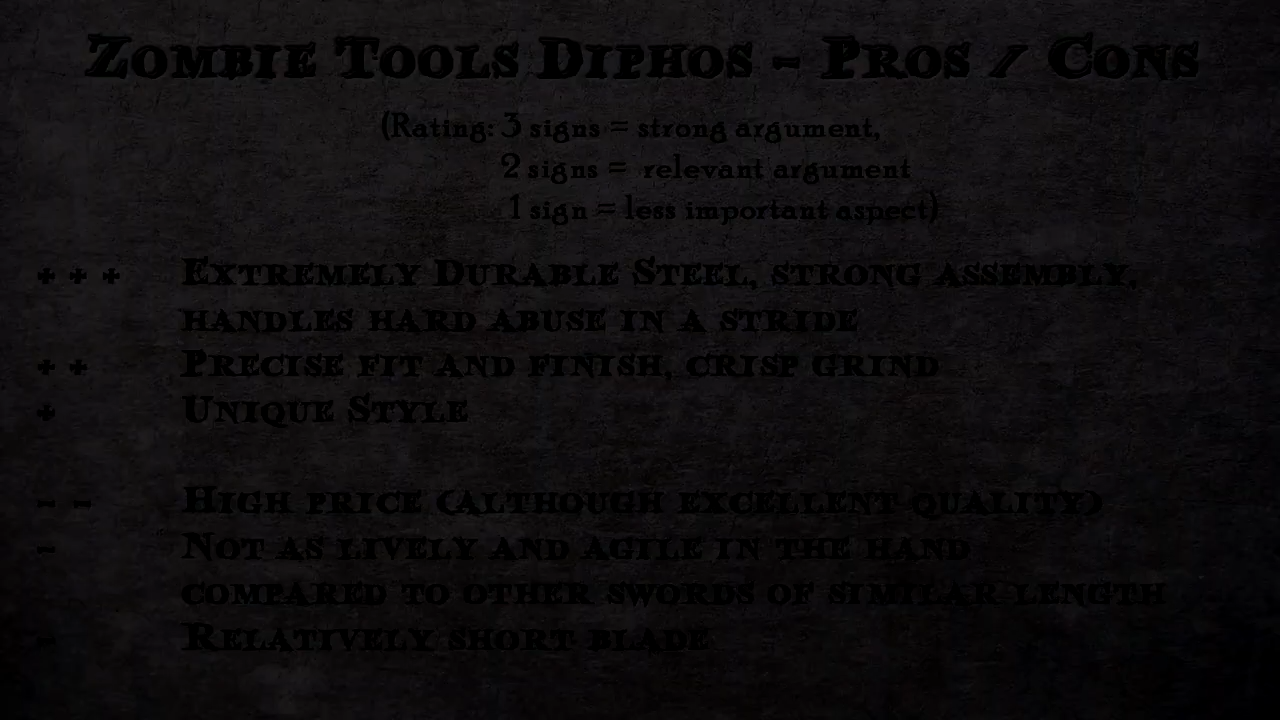 Zombie Tools Diphos - Pros / Cons
(Rating: 3 signs = strong argument,
2 signs = relevant argument
1 sign = less important aspect)
+ + + Extremely Durable Steel, strong assembly,
handles hard abuse in a stride
+ + Precise fit and finish, crisp grind
+ Unique Style
- - High price (although excellent quality)
- Not as lively and agile in the hand
compared to other swords of similar length
- Relatively short blade